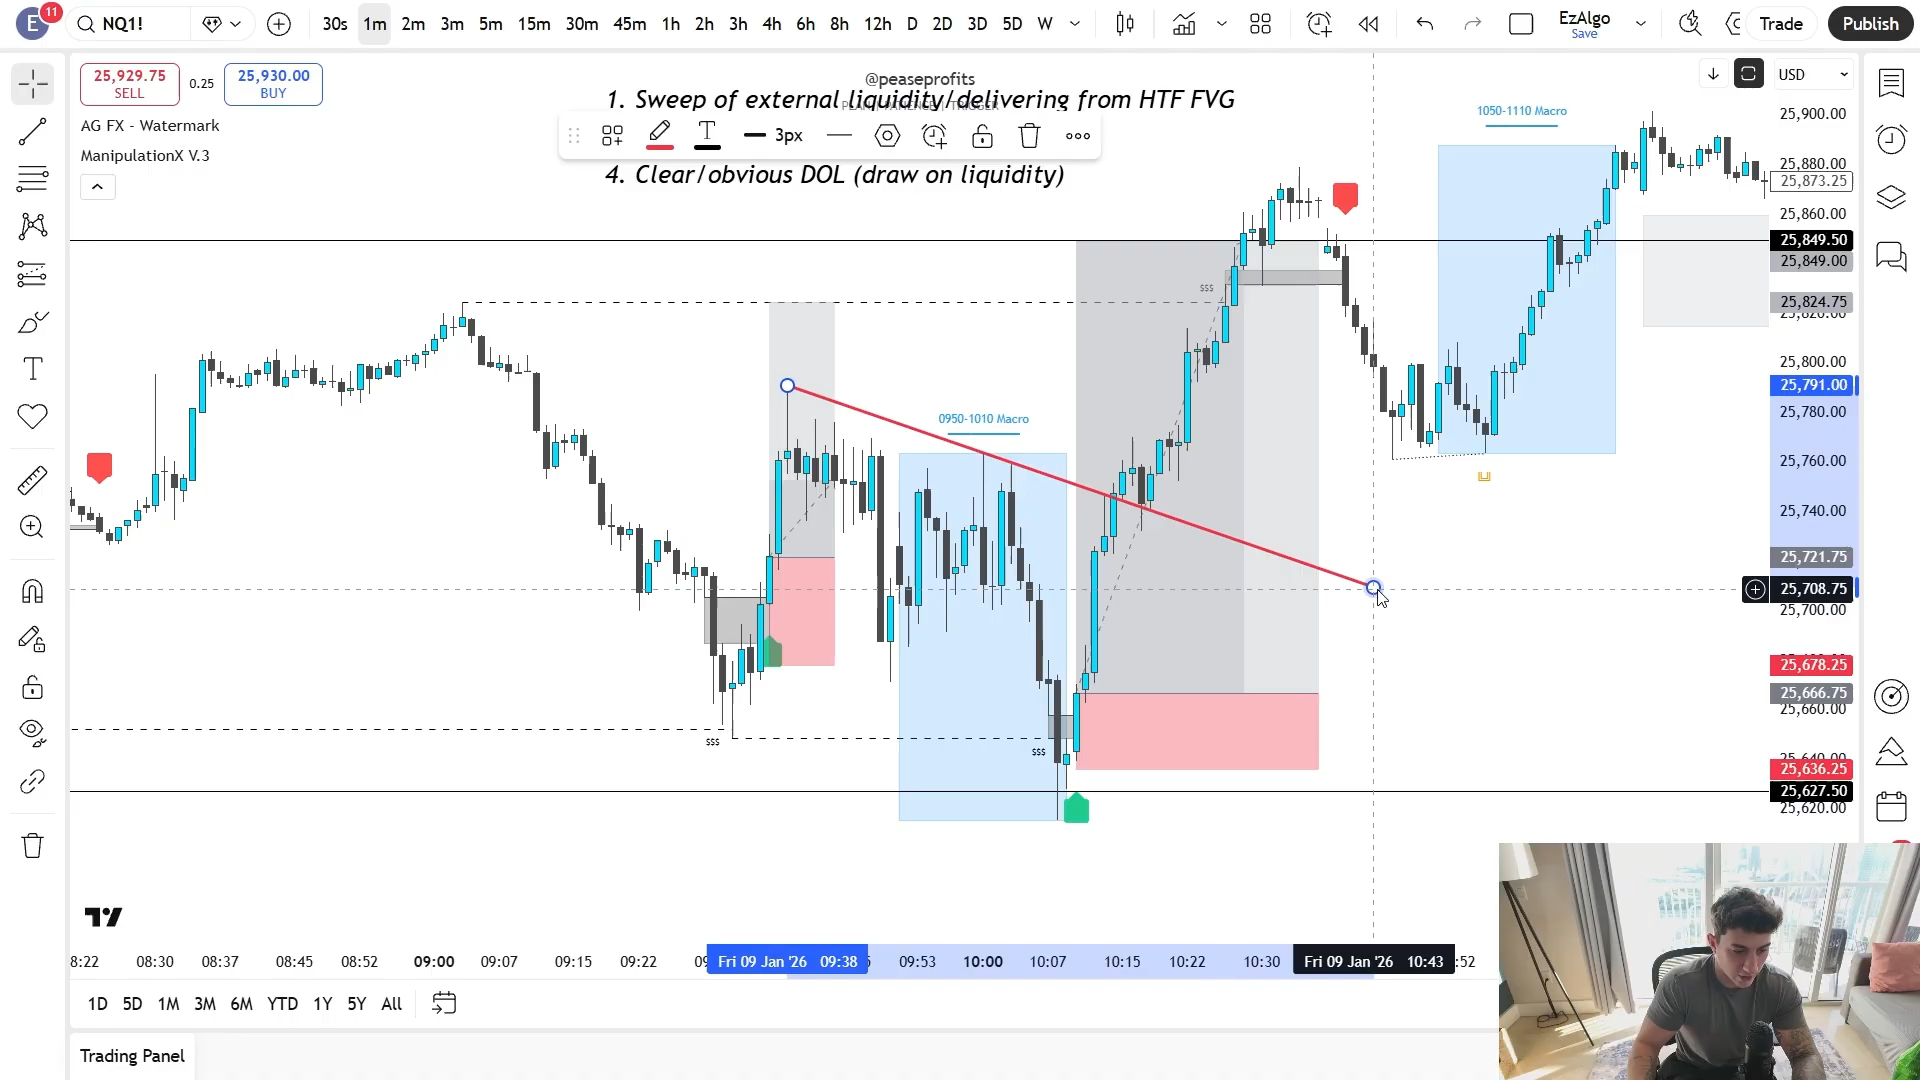 E
11
NQ1!
30s 1m 2m 3m 5m 15m 30m 45m 1h 2h 3h 4h 6h 8h 12h D 2D 3D 5D W
EzAlgo
Save
Trade
Publish
25,929.75
SELL
0.25
25,930.00
BUY
AG FX - Watermark
ManipulationX V.3
@peaseprofits
1. Sweep of external liquidity/delivering from HTF FVG
3px
4. Clear/obvious DOL (draw on liquidity)
USD
1050-1110 Macro
0950-1010 Macro
$$$
$$$
$$$
25,900.00
25,880.00
25,873.25
25,860.00
25,849.50
25,849.00
25,824.75
25,820.00
25,800.00
25,791.00
25,780.00
25,760.00
25,740.00
25,721.75
25,708.75
25,700.00
25,678.25
25,666.75
25,660.00
25,640.00
25,636.25
25,627.50
25,620.00
8:22 08:30 08:37 08:45 08:52 09:00 09:07 09:15 09:22 Fri 09 Jan '26 09:38 09:53 10:00 10:07 10:15 10:22 10:30 Fri 09 Jan '26 10:43 :52
1D 5D 1M 3M 6M YTD 1Y 5Y All
Trading Panel